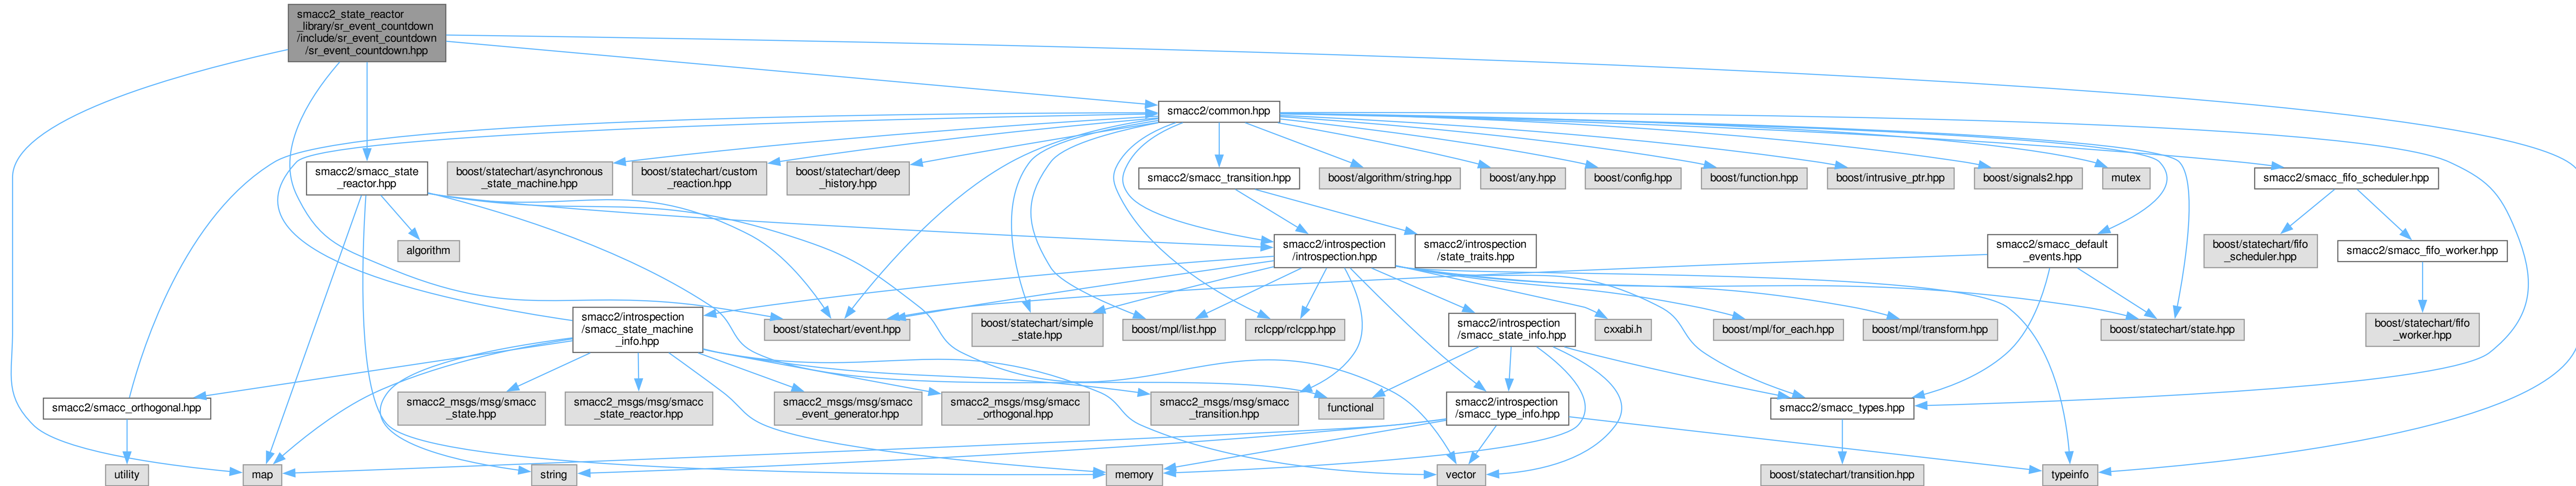 smacc2_state_reactor
_library/sr_event_countdown
/include/sr_event_countdown
/sr_event_countdown.hpp
smacc2/common.hpp
smacc2/smacc_state
_reactor.hpp
boost/statechart/asynchronous
_state_machine.hpp
boost/statechart/custom
_reaction.hpp
boost/statechart/deep
_history.hpp
smacc2/smacc_transition.hpp
boost/algorithm/string.hpp
boost/any.hpp
boost/config.hpp
boost/function.hpp
boost/intrusive_ptr.hpp
boost/signals2.hpp
mutex
smacc2/smacc_fifo_scheduler.hpp
algorithm
smacc2/introspection
/introspection.hpp
smacc2/introspection
/state_traits.hpp
smacc2/smacc_default
_events.hpp
boost/statechart/fifo
_scheduler.hpp
smacc2/smacc_fifo_worker.hpp
smacc2/introspection
/smacc_state_machine
_info.hpp
boost/statechart/event.hpp
boost/statechart/simple
_state.hpp
boost/mpl/list.hpp
rclcpp/rclcpp.hpp
smacc2/introspection
/smacc_state_info.hpp
cxxabi.h
boost/mpl/for_each.hpp
boost/mpl/transform.hpp
boost/statechart/state.hpp
boost/statechart/fifo
_worker.hpp
smacc2/smacc_orthogonal.hpp
smacc2_msgs/msg/smacc
_state.hpp
smacc2_msgs/msg/smacc
_state_reactor.hpp
smacc2_msgs/msg/smacc
_event_generator.hpp
smacc2_msgs/msg/smacc
_orthogonal.hpp
smacc2_msgs/msg/smacc
_transition.hpp
functional
smacc2/introspection
/smacc_type_info.hpp
smacc2/smacc_types.hpp
utility
map
string
memory
vector
boost/statechart/transition.hpp
typeinfo